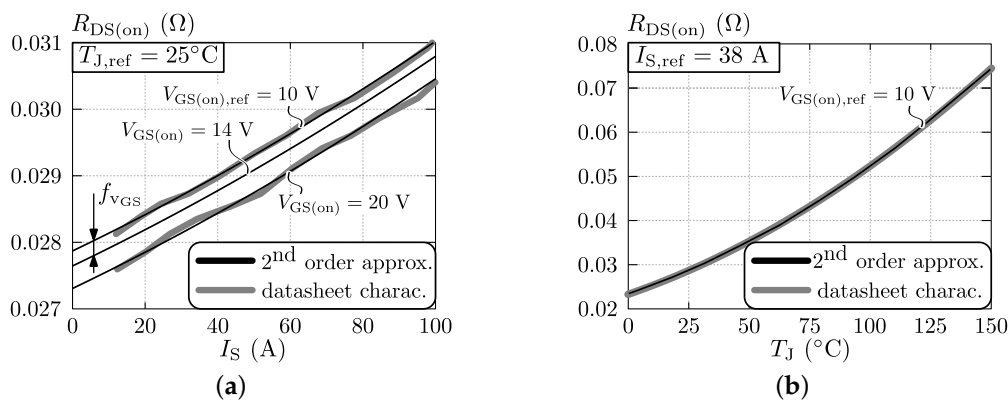 R_DS(on) (Ω)
0.031
0.030
0.029
0.028
0.027
T_J,ref = 25°C
V_GS(on),ref = 10 V
V_GS(on) = 14 V
V_GS(on) = 20 V
f_vGS
2nd order approx.
datasheet charac.
0 20 40 60 80 100
I_S (A)
(a)
R_DS(on) (Ω)
0.08
0.07
0.06
0.05
0.04
0.03
0.02
I_S,ref = 38 A
V_GS(on),ref = 10 V
2nd order approx.
datasheet charac.
0 25 50 75 100 125 150
T_J (°C)
(b)